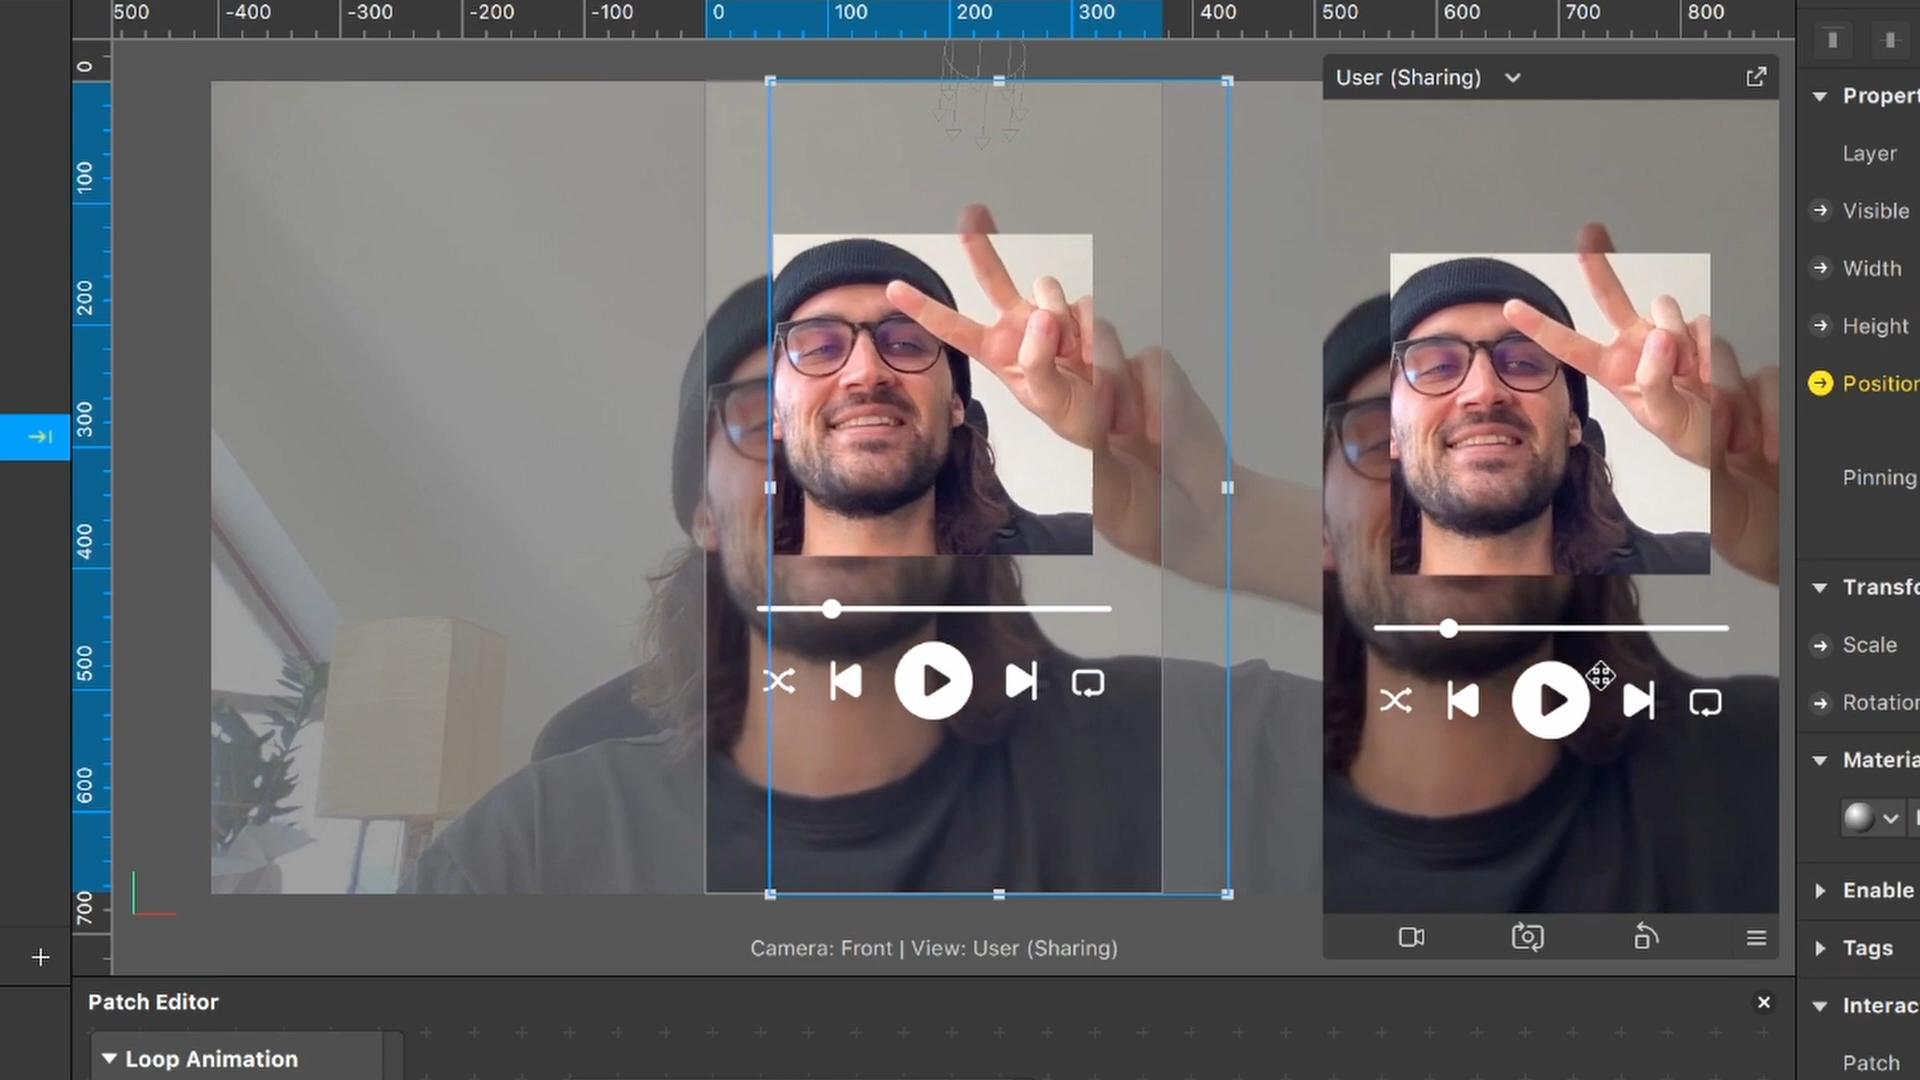 500 -400 -300 -200 -100 0 100 200 300 400 500 600 700 800
0
100
200
300
400
500
600
700
User (Sharing)
Camera: Front | View: User (Sharing)
Patch Editor
Loop Animation
Propert
Layer
Visible
Width
Height
Position
Pinning
Transfo
Scale
Rotation
Materia
Enable
Tags
Interac
Patch